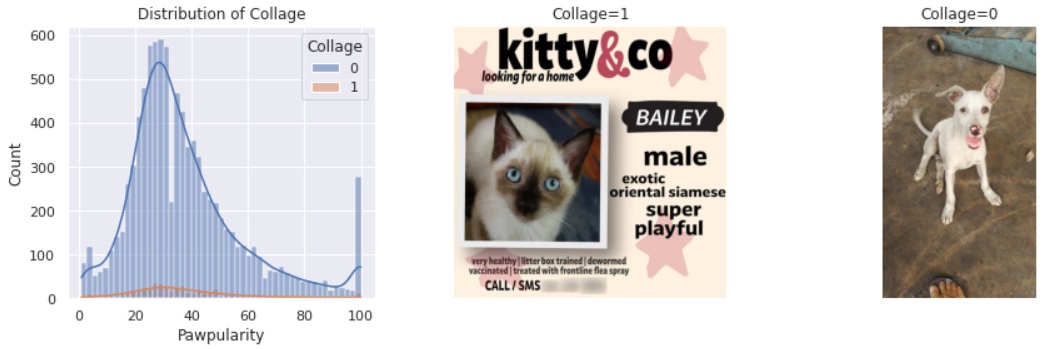 Distribution of Collage
600
500
400
300
200
100
0
Count
0
20
40
60
80
100
Pawpularity
Collage
0
1
Collage=1
kitty&co
looking for a home
BAILEY
male
exotic
oriental siamese
super
playful
very healthy | litter box trained | dewormed
vaccinated | treated with frontline flea spray
CALL / SMS
Collage=0